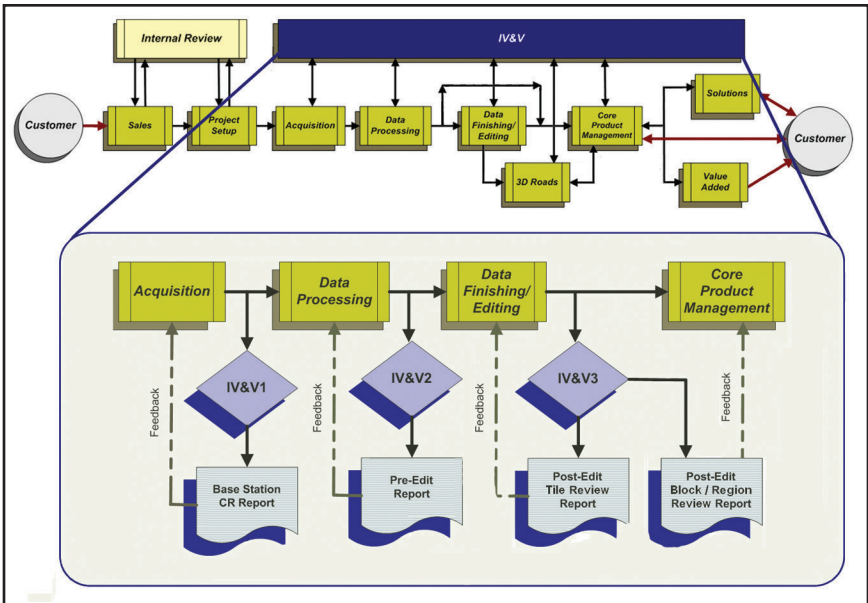 Internal Review
IV&V
Customer
Sales
Project
Setup
Acquisition
Data
Processing
Data
Finishing/
Editing
Core
Product
Management
Solutions
Customer
3D Roads
Value
Added
Acquisition
Data
Processing
Data
Finishing/
Editing
Core
Product
Management
IV&V1
IV&V2
IV&V3
Feedback
Feedback
Feedback
Feedback
Base Station
CR Report
Pre-Edit
Report
Post-Edit
Tile Review
Report
Post-Edit
Block / Region
Review Report